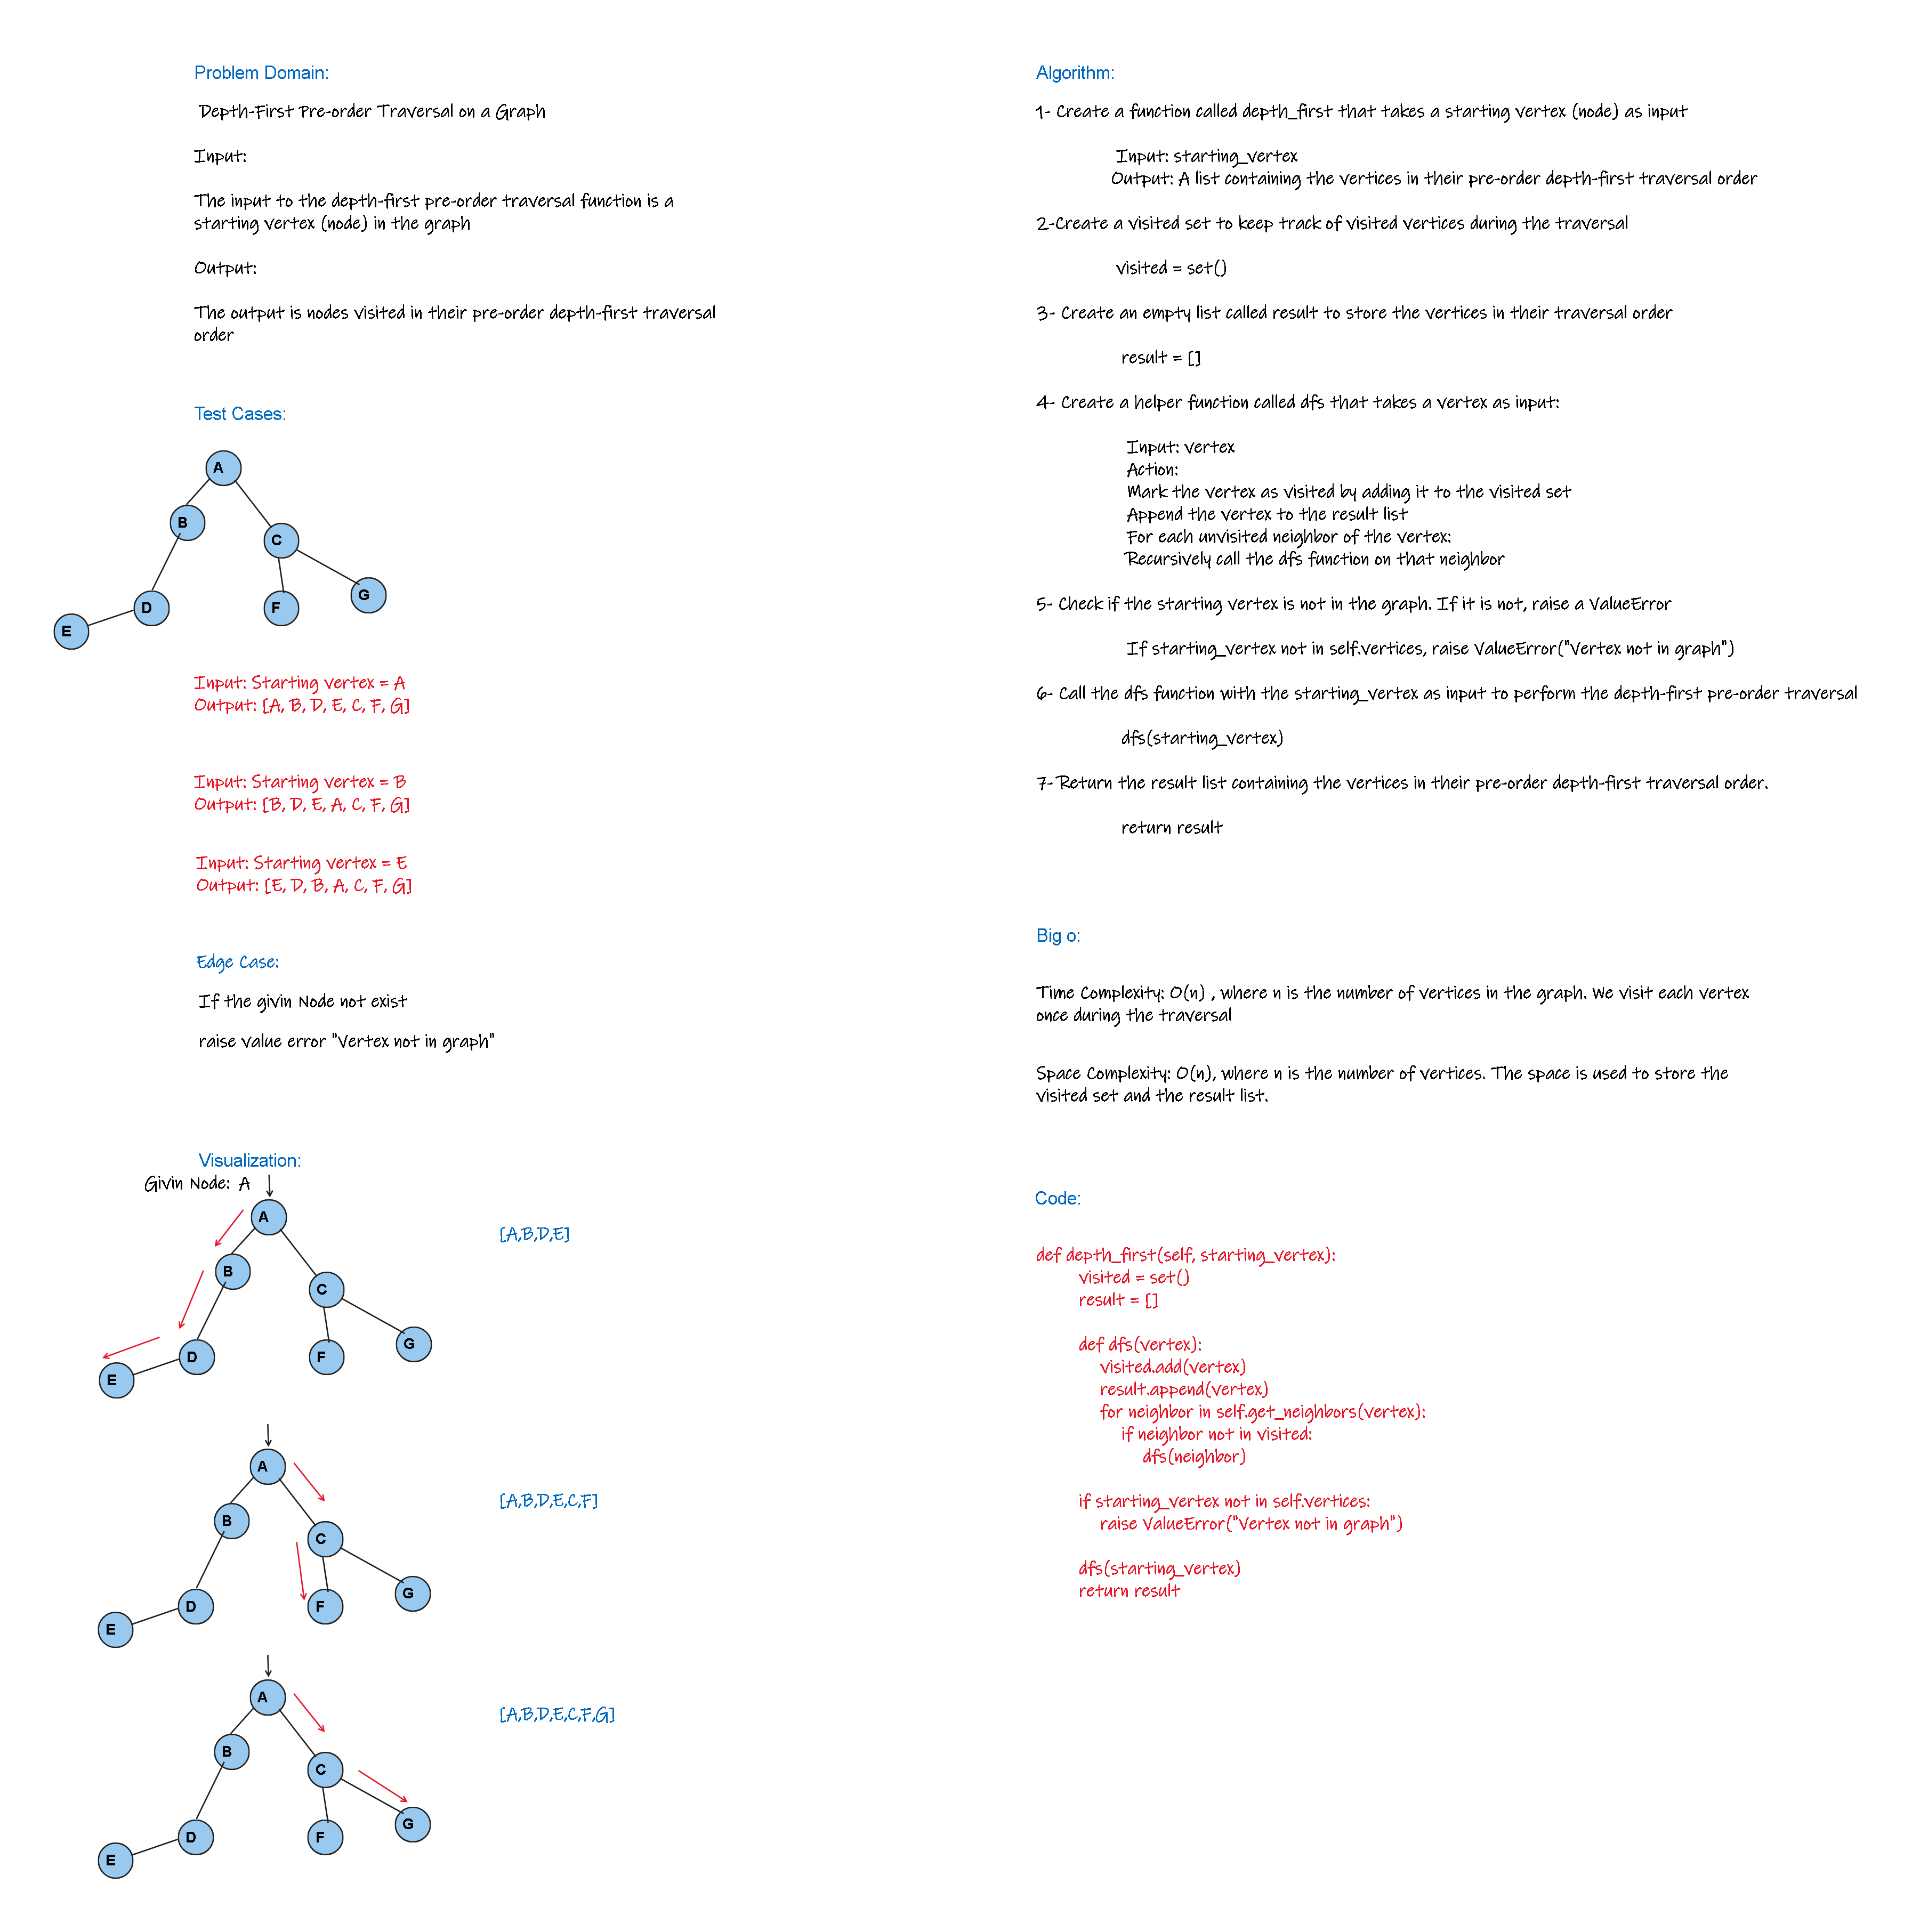 Problem Domain:
Depth-First Pre-order Traversal on a Graph
Input:
The input to the depth-first pre-order traversal function is a
starting vertex (node) in the graph
Output:
The output is nodes visited in their pre-order depth-first traversal
order
Test Cases:
A
B
C
D
F
G
E
Input: Starting vertex = A
Output: [A, B, D, E, C, F, G]
Input: Starting vertex = B
Output: [B, D, E, A, C, F, G]
Input: Starting vertex = E
Output: [E, D, B, A, C, F, G]
Edge Case:
If the givin Node not exist
raise value error "Vertex not in graph"
Visualization:
Givin Node: A
A
[A,B,D,E]
B
C
D
F
G
E
A
[A,B,D,E,C,F]
B
C
D
F
G
E
A
[A,B,D,E,C,F,G]
B
C
D
F
G
E
Algorithm:
1- Create a function called depth_first that takes a starting vertex (node) as input
Input: starting_vertex
Output: A list containing the vertices in their pre-order depth-first traversal order
2-Create a visited set to keep track of visited vertices during the traversal
visited = set()
3- Create an empty list called result to store the vertices in their traversal order
result = []
4- Create a helper function called dfs that takes a vertex as input:
Input: vertex
Action:
Mark the vertex as visited by adding it to the visited set
Append the vertex to the result list
For each unvisited neighbor of the vertex:
Recursively call the dfs function on that neighbor
5- Check if the starting vertex is not in the graph. If it is not, raise a ValueError
If starting_vertex not in self.vertices, raise ValueError("Vertex not in graph")
6- Call the dfs function with the starting_vertex as input to perform the depth-first pre-order traversal
dfs(starting_vertex)
7- Return the result list containing the vertices in their pre-order depth-first traversal order.
return result
Big o:
Time Complexity: O(n) , where n is the number of vertices in the graph. We visit each vertex
once during the traversal
Space Complexity: O(n), where n is the number of vertices. The space is used to store the
visited set and the result list.
Code:
def depth_first(self, starting_vertex):
visited = set()
result = []
def dfs(vertex):
visited.add(vertex)
result.append(vertex)
for neighbor in self.get_neighbors(vertex):
if neighbor not in visited:
dfs(neighbor)
if starting_vertex not in self.vertices:
raise ValueError("Vertex not in graph")
dfs(starting_vertex)
return result